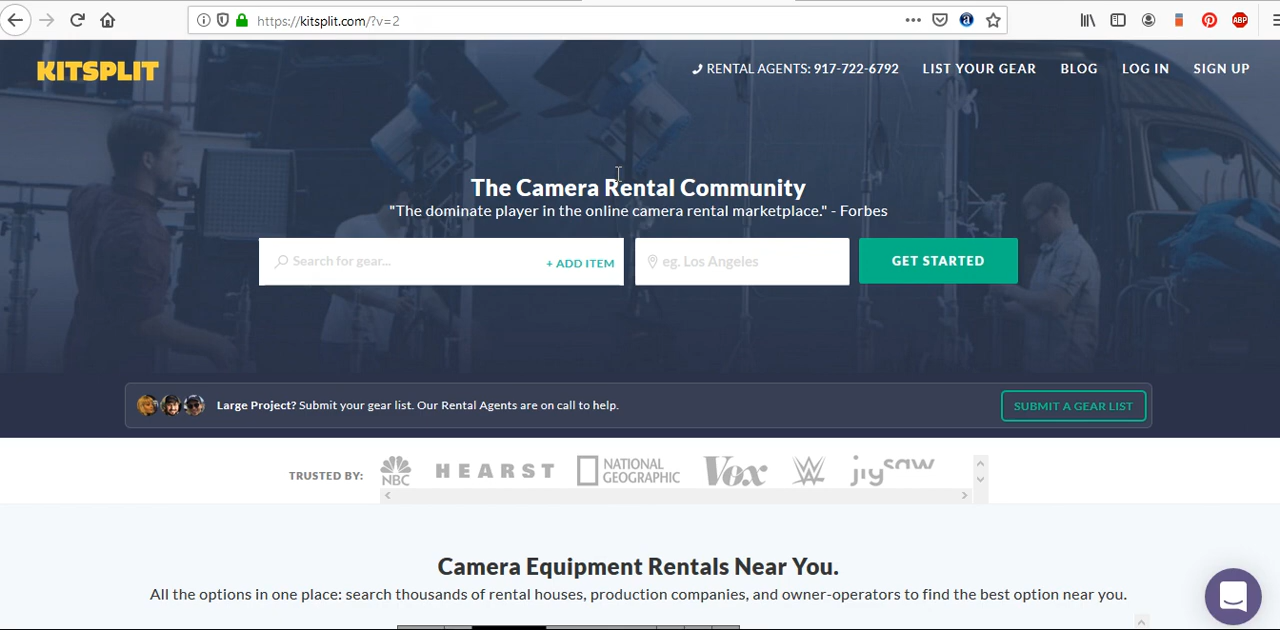 https://kitsplit.com/?v=2
ABP
KITSPLIT
RENTAL AGENTS: 917-722-6792
LIST YOUR GEAR
BLOG
LOG IN
SIGN UP
The Camera Rental Community
"The dominate player in the online camera rental marketplace." - Forbes
Search for gear...
+ ADD ITEM
eg. Los Angeles
GET STARTED
Large Project? Submit your gear list. Our Rental Agents are on call to help.
SUBMIT A GEAR LIST
TRUSTED BY:
NBC
HEARST
NATIONAL
GEOGRAPHIC
Vox
W
jigsaw
Camera Equipment Rentals Near You.
All the options in one place: search thousands of rental houses, production companies, and owner-operators to find the best option near you.